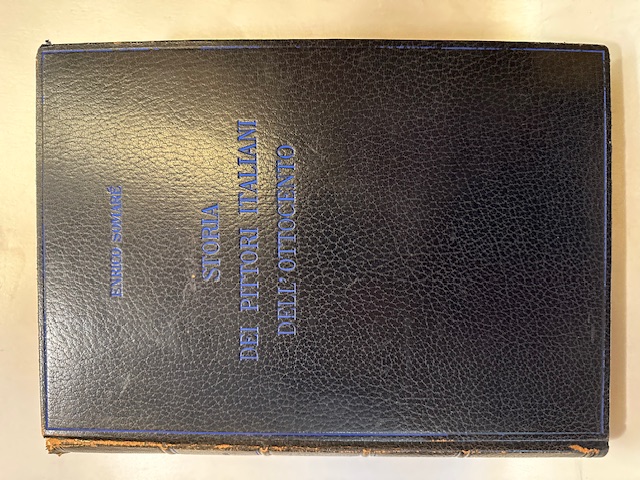 ENRICO SOMARÉ
STORIA
DEI PITTORI ITALIANI
DELL'OTTOCENTO